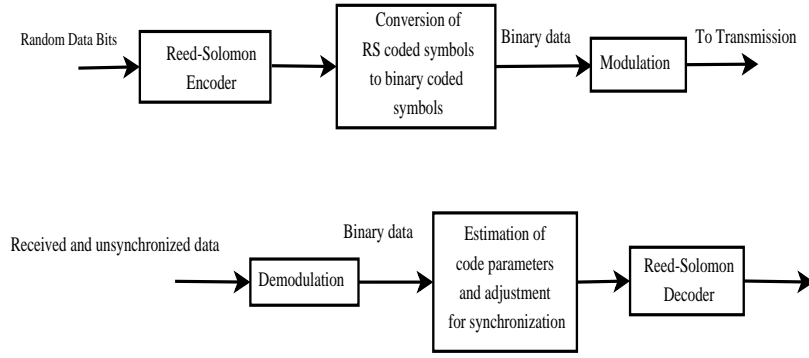 Random Data Bits
Reed-Solomon
Encoder
Conversion of
RS coded symbols
to binary coded
symbols
Binary data
Modulation
To Transmission
Received and unsynchronized data
Demodulation
Binary data
Estimation of
code parameters
and adjustment
for synchronization
Reed-Solomon
Decoder